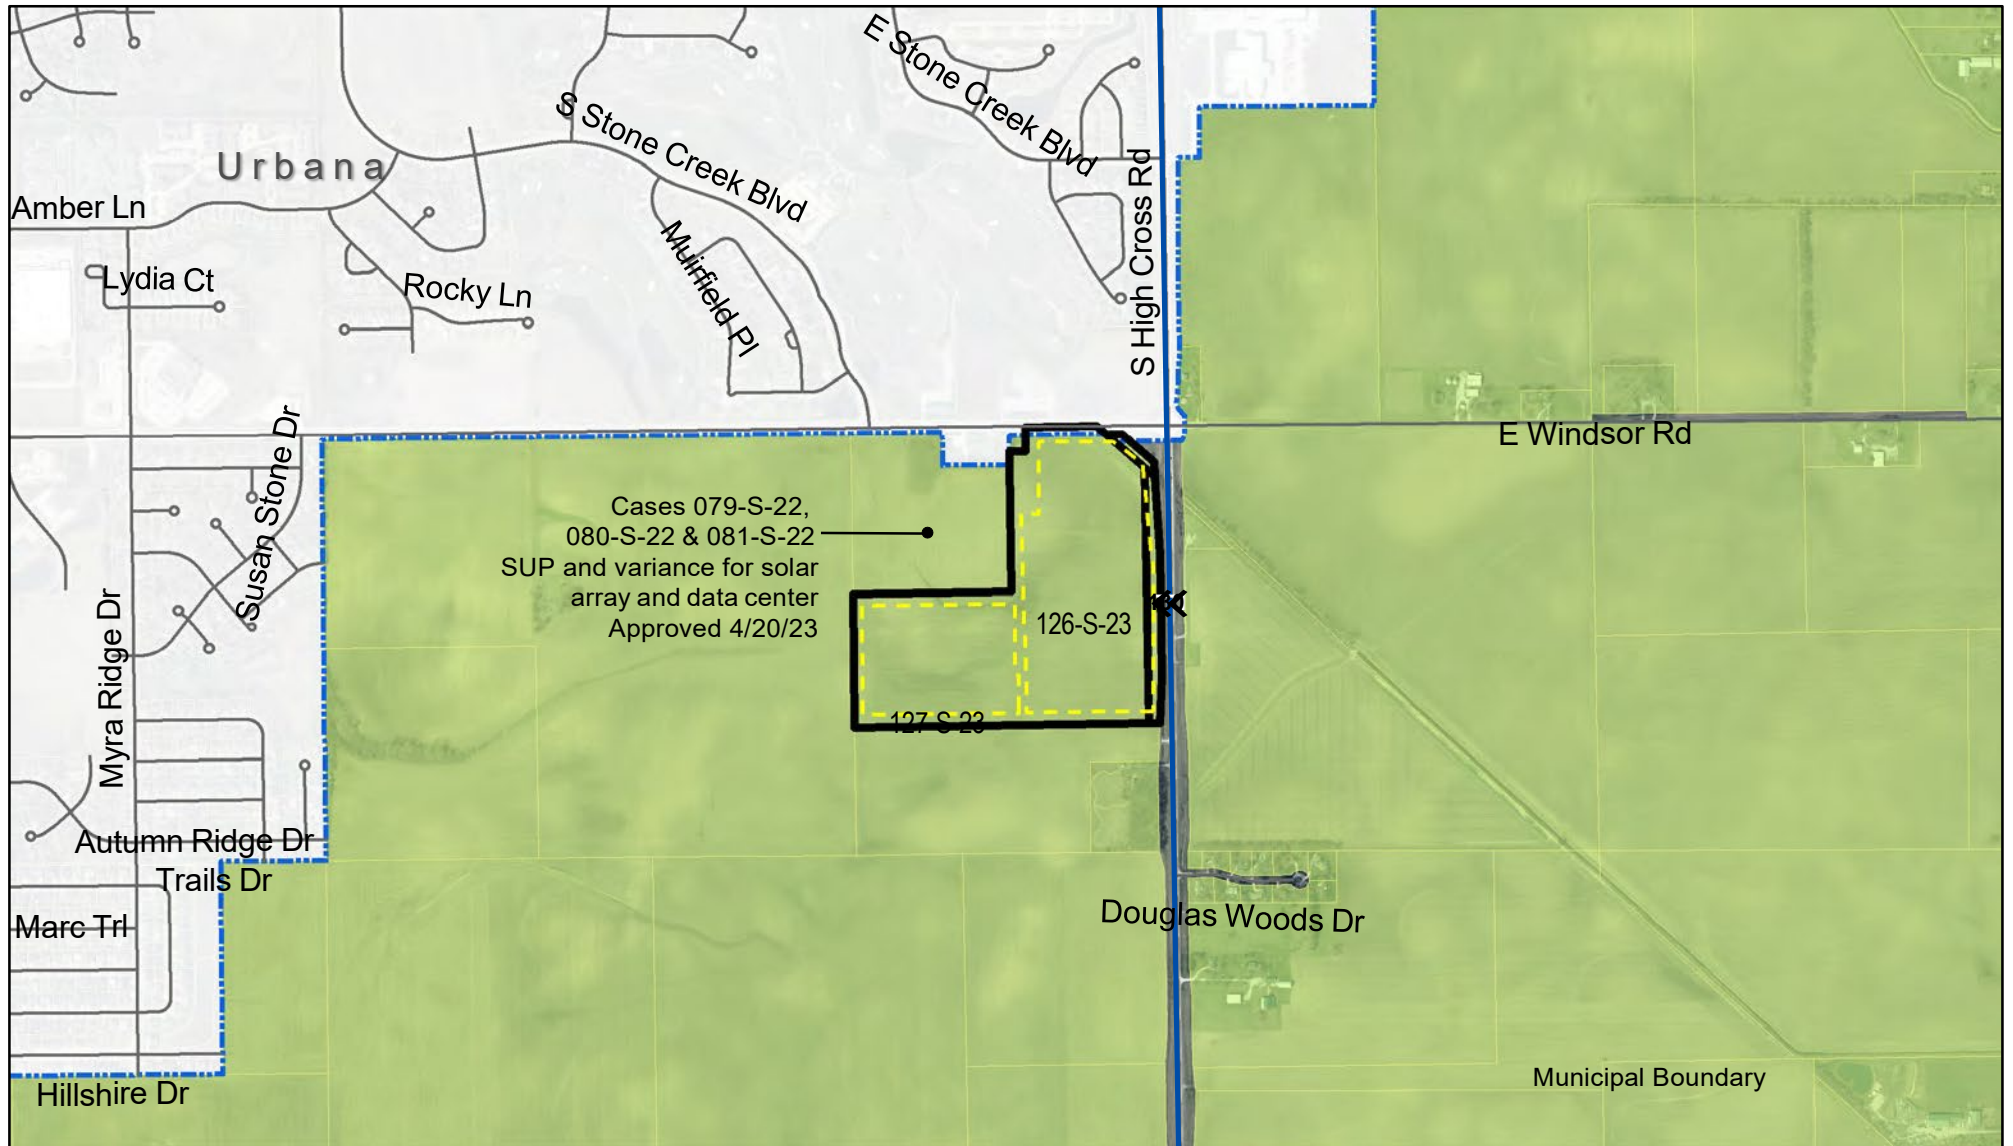 E Stone Creek Blvd
S Stone Creek Blvd
Urbana
S High Cross Rd
Amber Ln
Lydia Ct
Rocky Ln
Muirfield Pl
Susan Stone Dr
E Windsor Rd
Cases 079-S-22,
080-S-22 & 081-S-22
SUP and variance for solar
array and data center
Approved 4/20/23
126-S-23
127-S-23
Myra Ridge Dr
Autumn Ridge Dr
Trails Dr
Marc Trl
Douglas Woods Dr
Municipal Boundary
Hillshire Dr